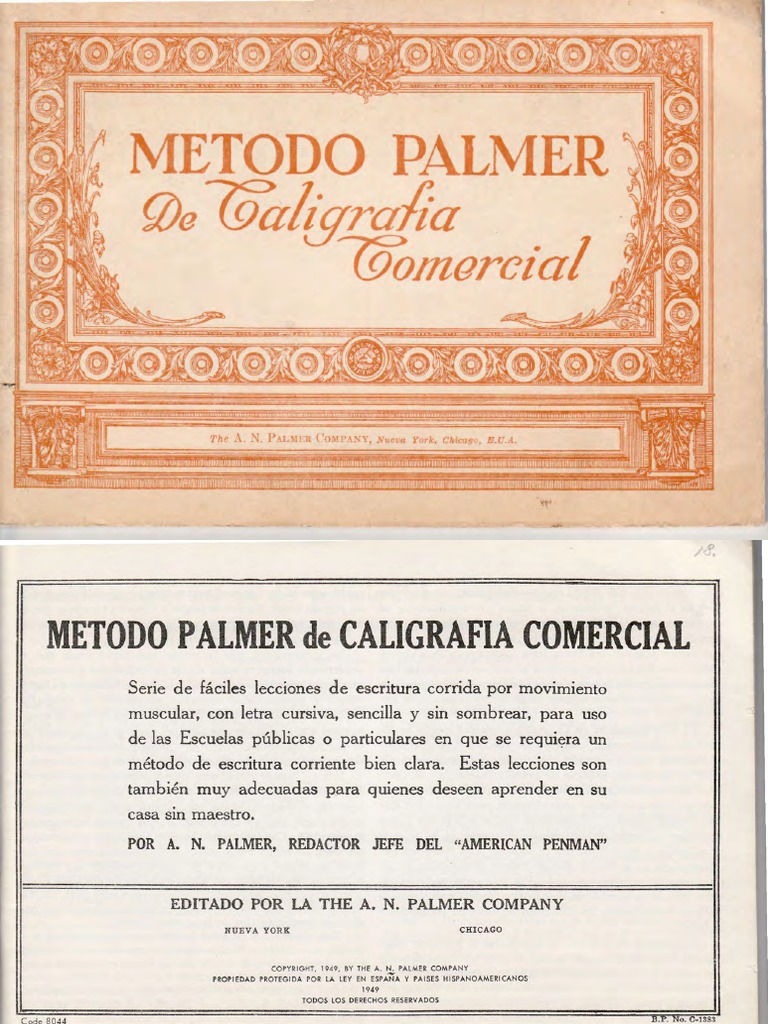 METODO PALMER
De Caligrafia
Comercial
The A. N. PALMER COMPANY, Nueva York, Chicago, E.U.A.
18.
METODO PALMER de CALIGRAFIA COMERCIAL
Serie de fáciles lecciones de escritura corrida por movimiento
muscular, con letra cursiva, sencilla y sin sombrear, para uso
de las Escuelas públicas o particulares en que se requiera un
método de escritura corriente bien clara. Estas lecciones son
también muy adecuadas para quienes deseen aprender en su
casa sin maestro.
POR A. N. PALMER, REDACTOR JEFE DEL "AMERICAN PENMAN"
EDITADO POR LA THE A. N. PALMER COMPANY
NUEVA YORK CHICAGO
COPYRIGHT, 1949, BY THE A. N. PALMER COMPANY
PROPIEDAD PROTEGIDA POR LA LEY EN ESPAÑA Y PAISES HISPANOAMERICANOS
1949
TODOS LOS DERECHOS RESERVADOS
Code 8044 B.P. No. C-1383